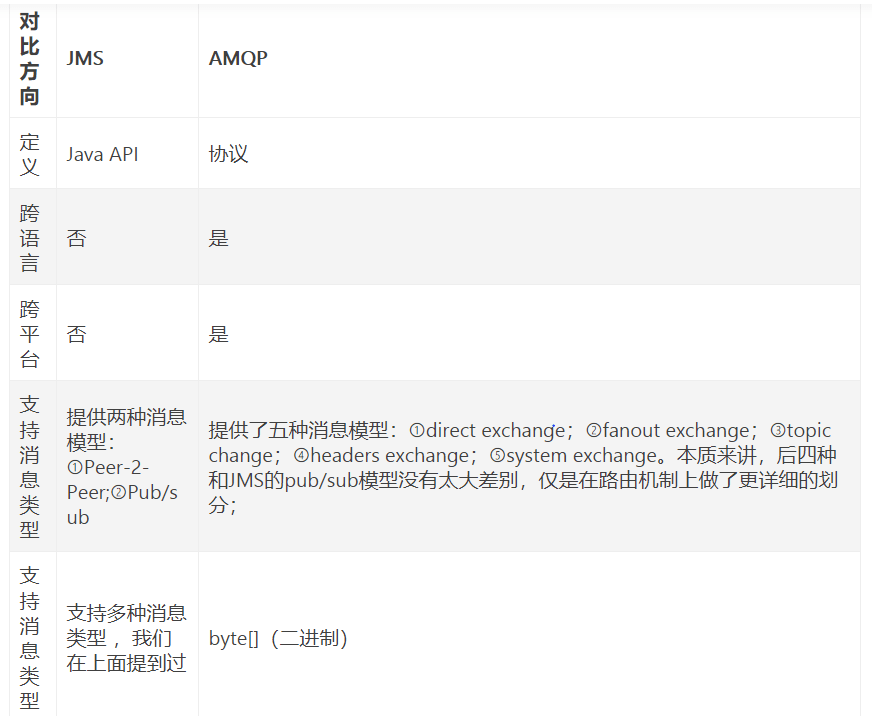 对
比
方
向
JMS
AMQP
定
义
Java API
协议
跨
语
言
否
是
跨
平
台
否
是
支
持
消
息
类
型
提供两种消息
模型：
①Peer-2-
Peer;②Pub/s
ub
提供了五种消息模型：①direct exchange；②fanout exchange；③topic
change；④headers exchange；⑤system exchange。本质来讲，后四种
和JMS的pub/sub模型没有太大差别，仅是在路由机制上做了更详细的划
分；
支
持
消
息
类
型
支持多种消息
类型 ，我们
在上面提到过
byte[]（二进制）